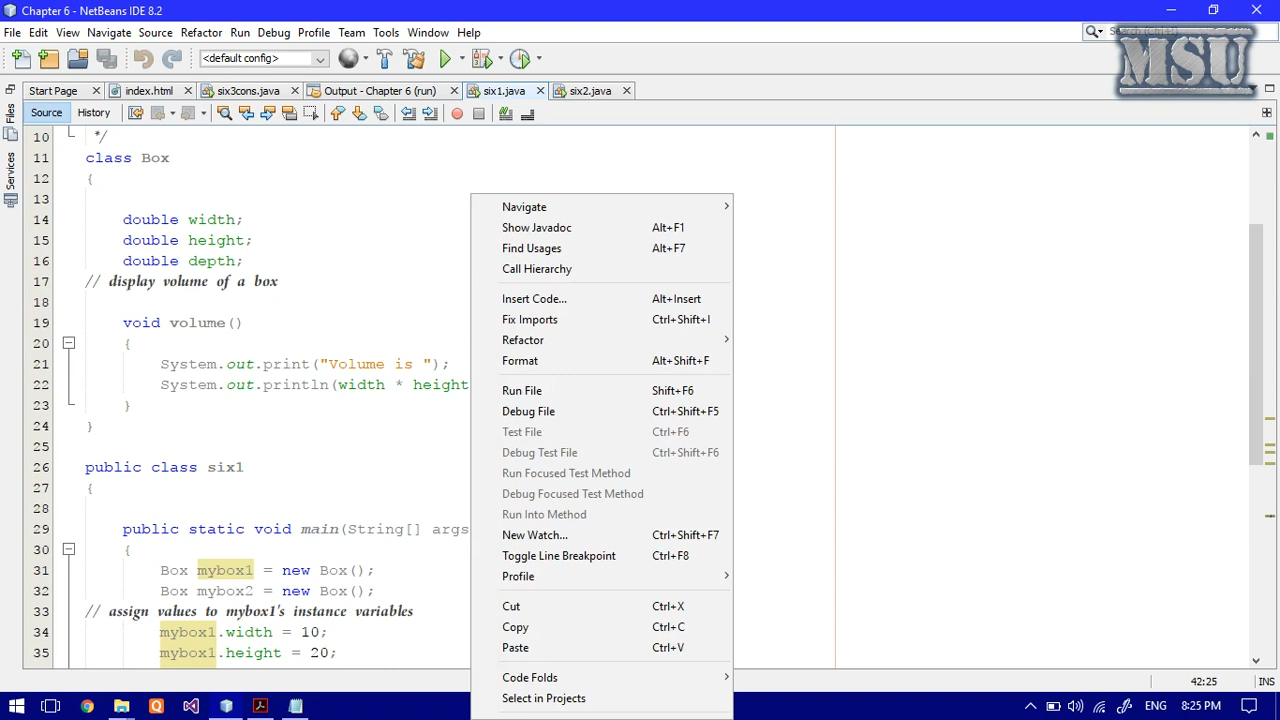 Chapter 6 - NetBeans IDE 8.2
File Edit View Navigate Source Refactor Run Debug Profile Team Tools Window Help
Search (Ctrl+I)
MSU
<default config>
Start Page index.html six3cons.java Output - Chapter 6 (run) six1.java six2.java
Source History
Files
Services
10 */
11 class Box
12 {
13
14 double width;
15 double height;
16 double depth;
17 // display volume of a box
18
19 void volume()
20 {
21 System.out.print("Volume is ");
22 System.out.println(width * height
23 }
24 }
25
26 public class six1
27 {
28
29 public static void main(String[] args
30 {
31 Box mybox1 = new Box();
32 Box mybox2 = new Box();
33 // assign values to mybox1's instance variables
34 mybox1.width = 10;
35 mybox1.height = 20;
Navigate
Show Javadoc Alt+F1
Find Usages Alt+F7
Call Hierarchy
Insert Code... Alt+Insert
Fix Imports Ctrl+Shift+I
Refactor
Format Alt+Shift+F
Run File Shift+F6
Debug File Ctrl+Shift+F5
Test File Ctrl+F6
Debug Test File Ctrl+Shift+F6
Run Focused Test Method
Debug Focused Test Method
Run Into Method
New Watch... Ctrl+Shift+F7
Toggle Line Breakpoint Ctrl+F8
Profile
Cut Ctrl+X
Copy Ctrl+C
Paste Ctrl+V
Code Folds
Select in Projects
42:25 INS
ENG 8:25 PM